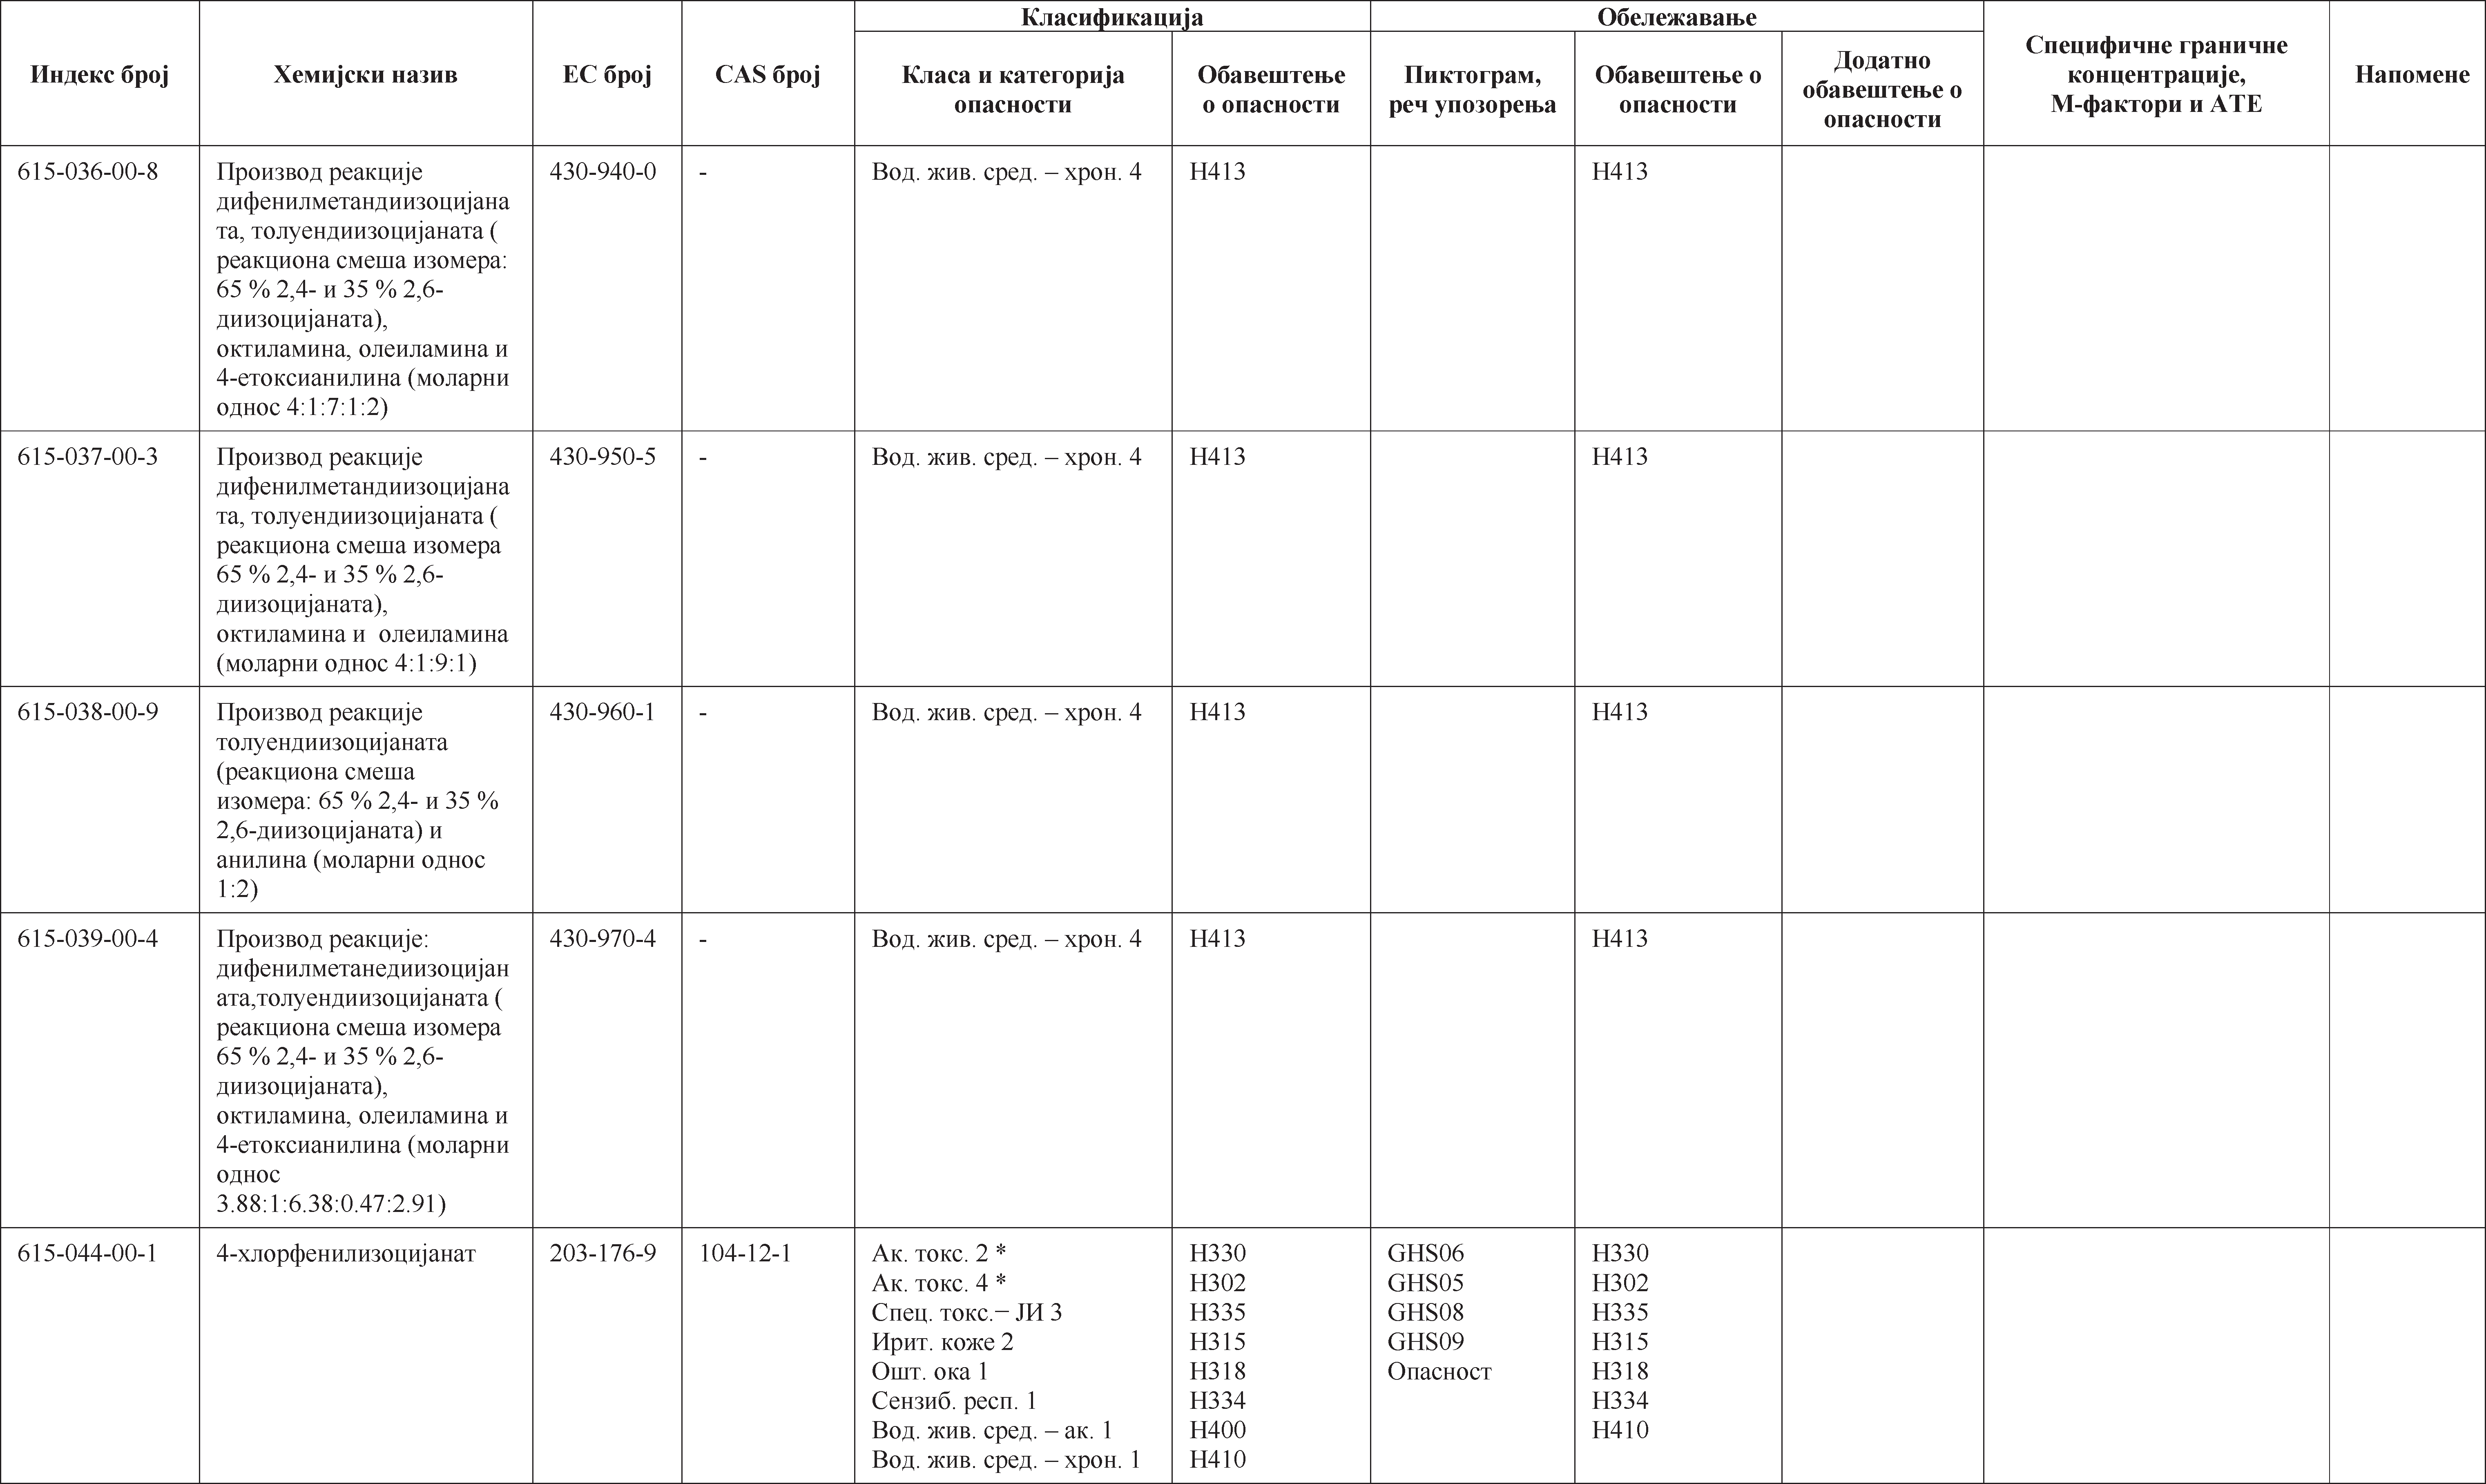 Индекс број
Хемијски назив
ЕС број
CAS број
Класификација
Класа и категорија
опасности
Обавештење
о опасности
Обележавање
Пиктограм,
реч упозорења
Обавештење о
опасности
Додатно
обавештење о
опасности
Специфичне граничне
концентрације,
М-фактори и АТЕ
Напомене
615-036-00-8
Производ реакције
дифенилметандиизоцијана
та, толуендиизоцијаната (
реакциона смеша изомера:
65 % 2,4- и 35 % 2,6-
диизоцијаната),
октиламина, олеиламина и
4-етоксианилина (моларни
однос 4:1:7:1:2)
430-940-0
-
Вод. жив. сред. – хрон. 4
H413
H413
615-037-00-3
Производ реакције
дифенилметандиизоцијана
та, толуендиизоцијаната (
реакциона смеша изомера
65 % 2,4- и 35 % 2,6-
диизоцијаната),
октиламина и  олеиламина
(моларни однос 4:1:9:1)
430-950-5
-
Вод. жив. сред. – хрон. 4
H413
H413
615-038-00-9
Производ реакције
толуендиизоцијаната
(реакциона смеша
изомера: 65 % 2,4- и 35 %
2,6-диизоцијаната) и
анилина (моларни однос
1:2)
430-960-1
-
Вод. жив. сред. – хрон. 4
H413
H413
615-039-00-4
Производ реакције:
дифенилметанедиизоцијан
ата,толуендиизоцијаната (
реакциона смеша изомера
65 % 2,4- и 35 % 2,6-
диизоцијаната),
октиламина, олеиламина и
4-етоксианилина (моларни
однос
3.88:1:6.38:0.47:2.91)
430-970-4
-
Вод. жив. сред. – хрон. 4
H413
H413
615-044-00-1
4-хлорфенилизоцијанат
203-176-9
104-12-1
Ак. токс. 2 *
Ак. токс. 4 *
Спец. токс.− ЈИ 3
Ирит. коже 2
Ошт. ока 1
Сензиб. респ. 1
Вод. жив. сред. – ак. 1
Вод. жив. сред. – хрон. 1
H330
H302
H335
H315
H318
H334
H400
H410
GHS06
GHS05
GHS08
GHS09
Опасност
H330
H302
H335
H315
H318
H334
H410